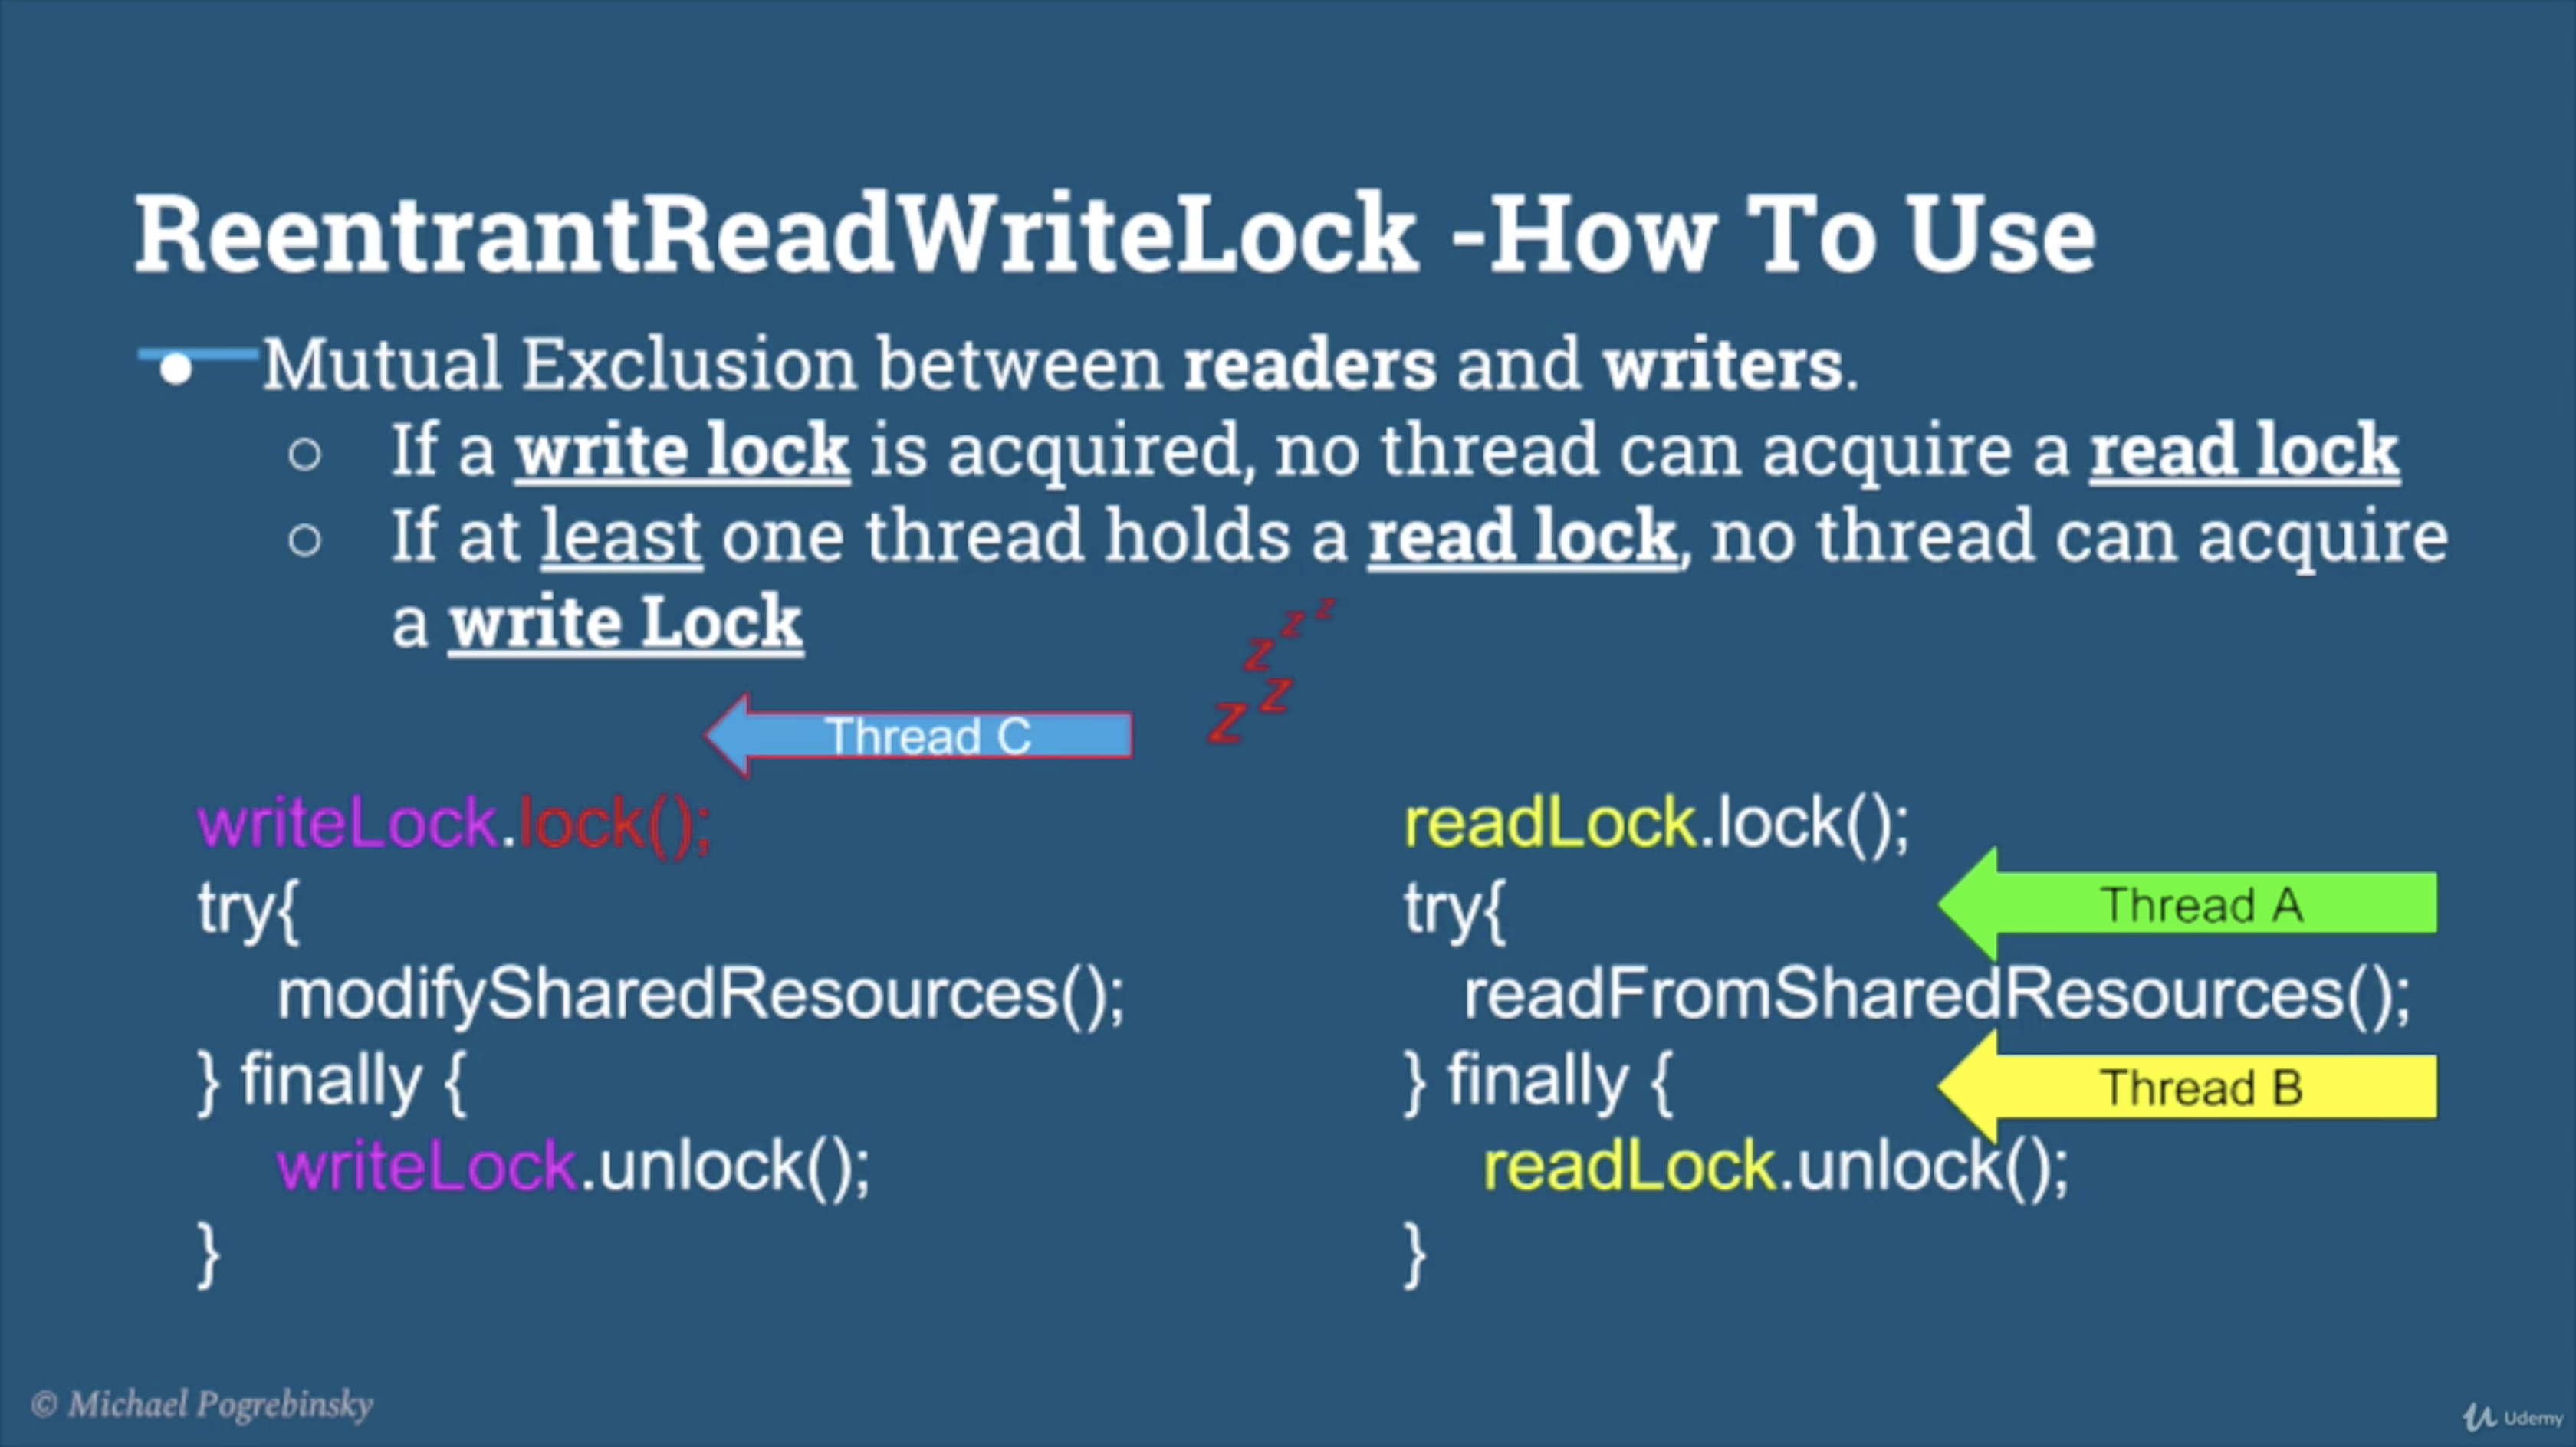 ReentrantReadWriteLock -How To Use
Mutual Exclusion between readers and writers.
If a write lock is acquired, no thread can acquire a read lock
If at least one thread holds a read lock, no thread can acquire
a write Lock
z z z z z
Thread C
writeLock.lock();
try{
modifySharedResources();
} finally {
writeLock.unlock();
}
readLock.lock();
try{
Thread A
readFromSharedResources();
} finally {
Thread B
readLock.unlock();
}
© Michael Pogrebinsky
Udemy